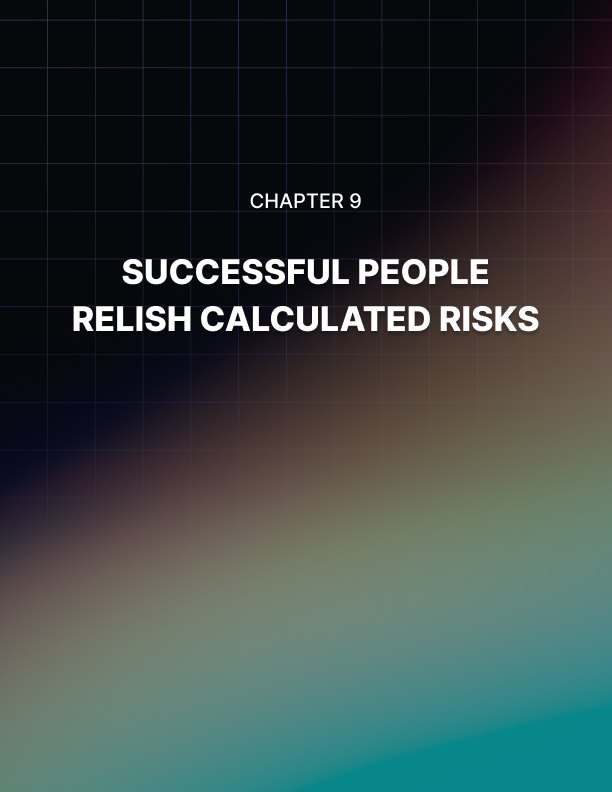 CHAPTER 9
SUCCESSFUL PEOPLE
RELISH CALCULATED RISKS